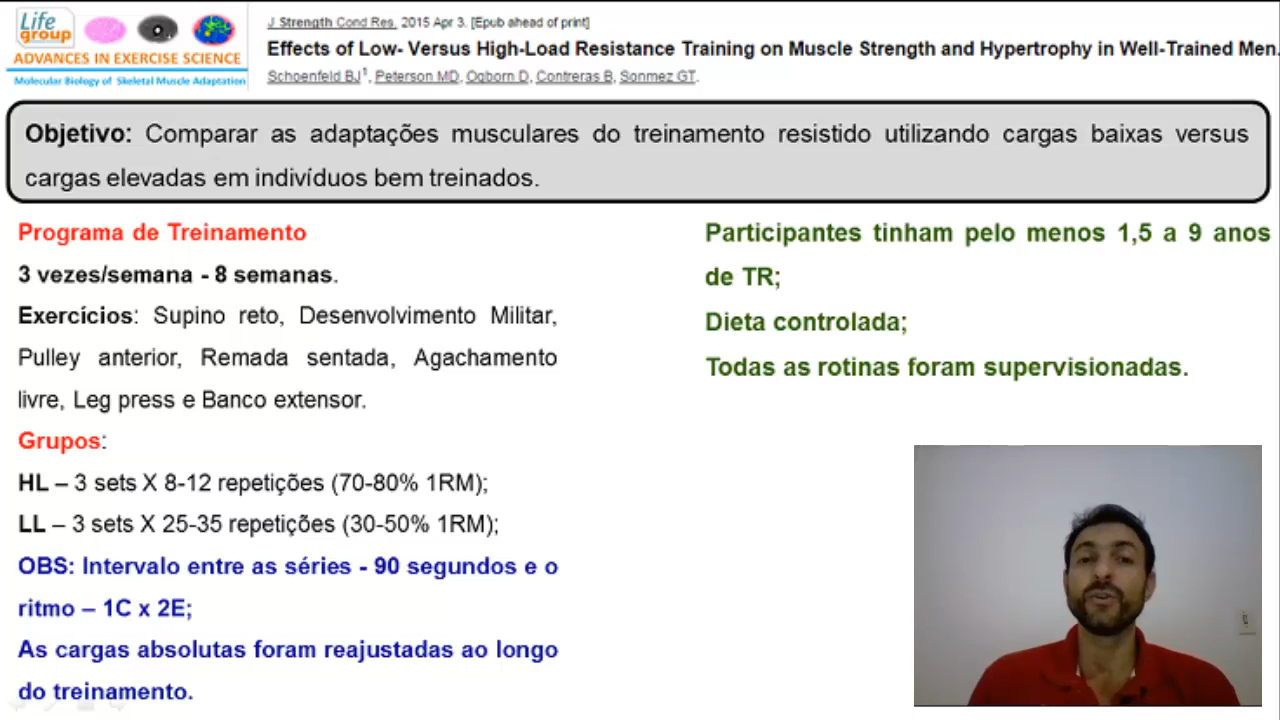 Life
group
ADVANCES IN EXERCISE SCIENCE
Molecular Biology of Skeletal Muscle Adaptation
J Strength Cond Res. 2015 Apr 3. [Epub ahead of print]
Effects of Low- Versus High-Load Resistance Training on Muscle Strength and Hypertrophy in Well-Trained Men.
Schoenfeld BJ1, Peterson MD, Ogborn D, Contreras B, Sonmez GT.
Objetivo: Comparar as adaptações musculares do treinamento resistido utilizando cargas baixas versus
cargas elevadas em indivíduos bem treinados.
Programa de Treinamento
3 vezes/semana - 8 semanas.
Exercícios: Supino reto, Desenvolvimento Militar,
Pulley anterior, Remada sentada, Agachamento
livre, Leg press e Banco extensor.
Grupos:
HL – 3 sets X 8-12 repetições (70-80% 1RM);
LL – 3 sets X 25-35 repetições (30-50% 1RM);
OBS: Intervalo entre as séries - 90 segundos e o
ritmo – 1C x 2E;
As cargas absolutas foram reajustadas ao longo
do treinamento.
Participantes tinham pelo menos 1,5 a 9 anos
de TR;
Dieta controlada;
Todas as rotinas foram supervisionadas.